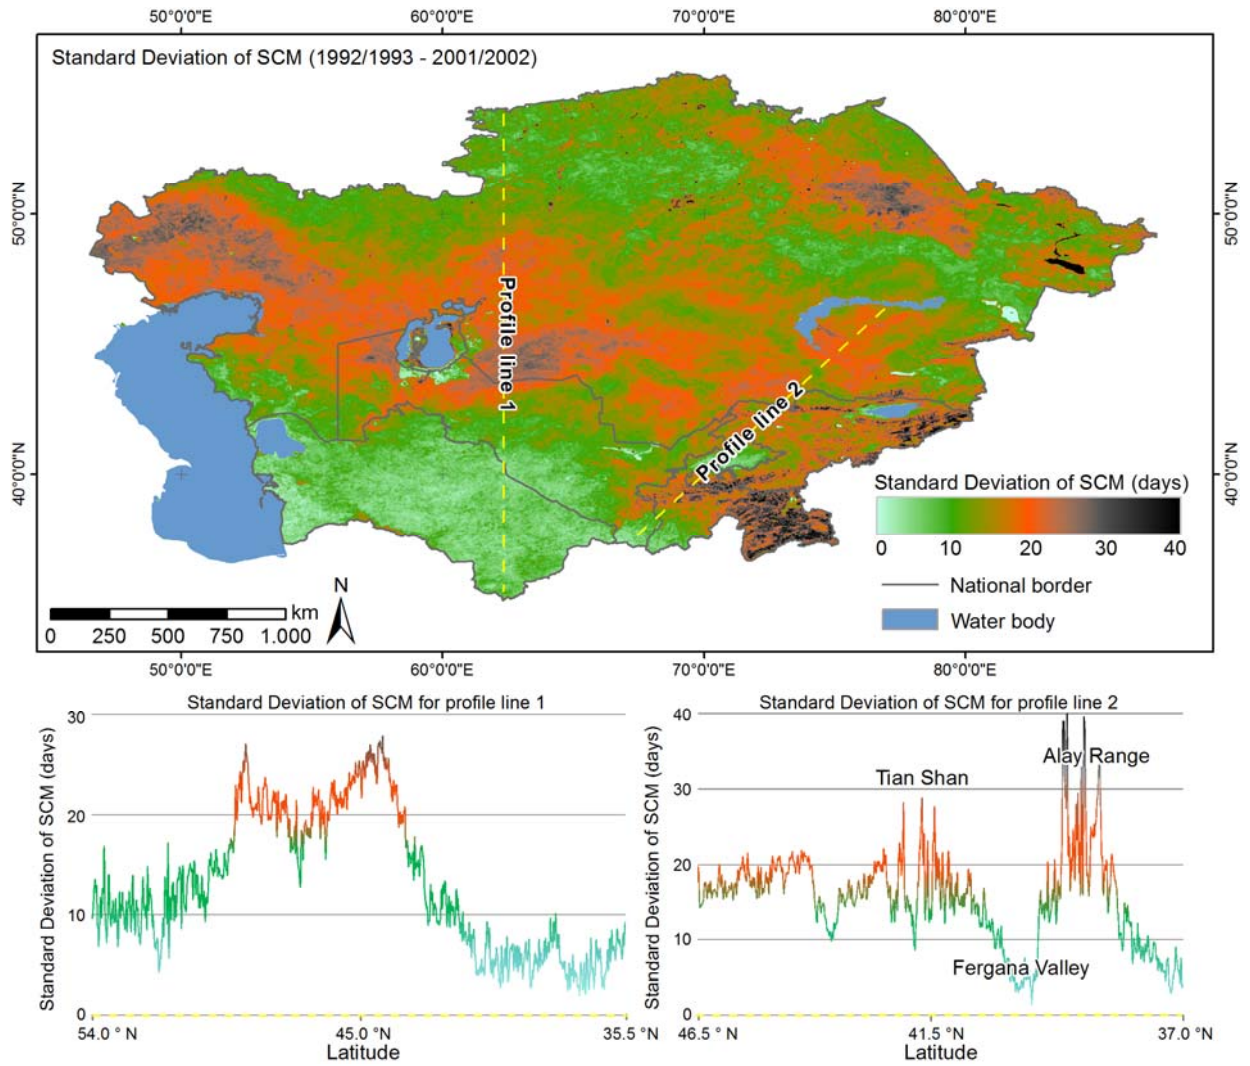 50°0'0"E 60°0'0"E 70°0'0"E 80°0'0"E
Standard Deviation of SCM (1992/1993 - 2001/2002)
50°0'0"N
50°0'0"N
40°0'0"N
40°0'0"N
Profile line 1
Profile line 2
Standard Deviation of SCM (days)
0 10 20 30 40
National border
Water body
N
km
0 250 500 750 1.000
50°0'0"E 60°0'0"E 70°0'0"E 80°0'0"E
Standard Deviation of SCM for profile line 1
Standard Deviation of SCM (days)
30
20
10
0
54.0 ° N 45.0 °N 35.5 °N
Latitude
Standard Deviation of SCM for profile line 2
Standard Deviation of SCM (days)
40
30
20
10
0
Tian Shan
Alay Range
Fergana Valley
46.5 ° N 41.5 °N 37.0 °N
Latitude